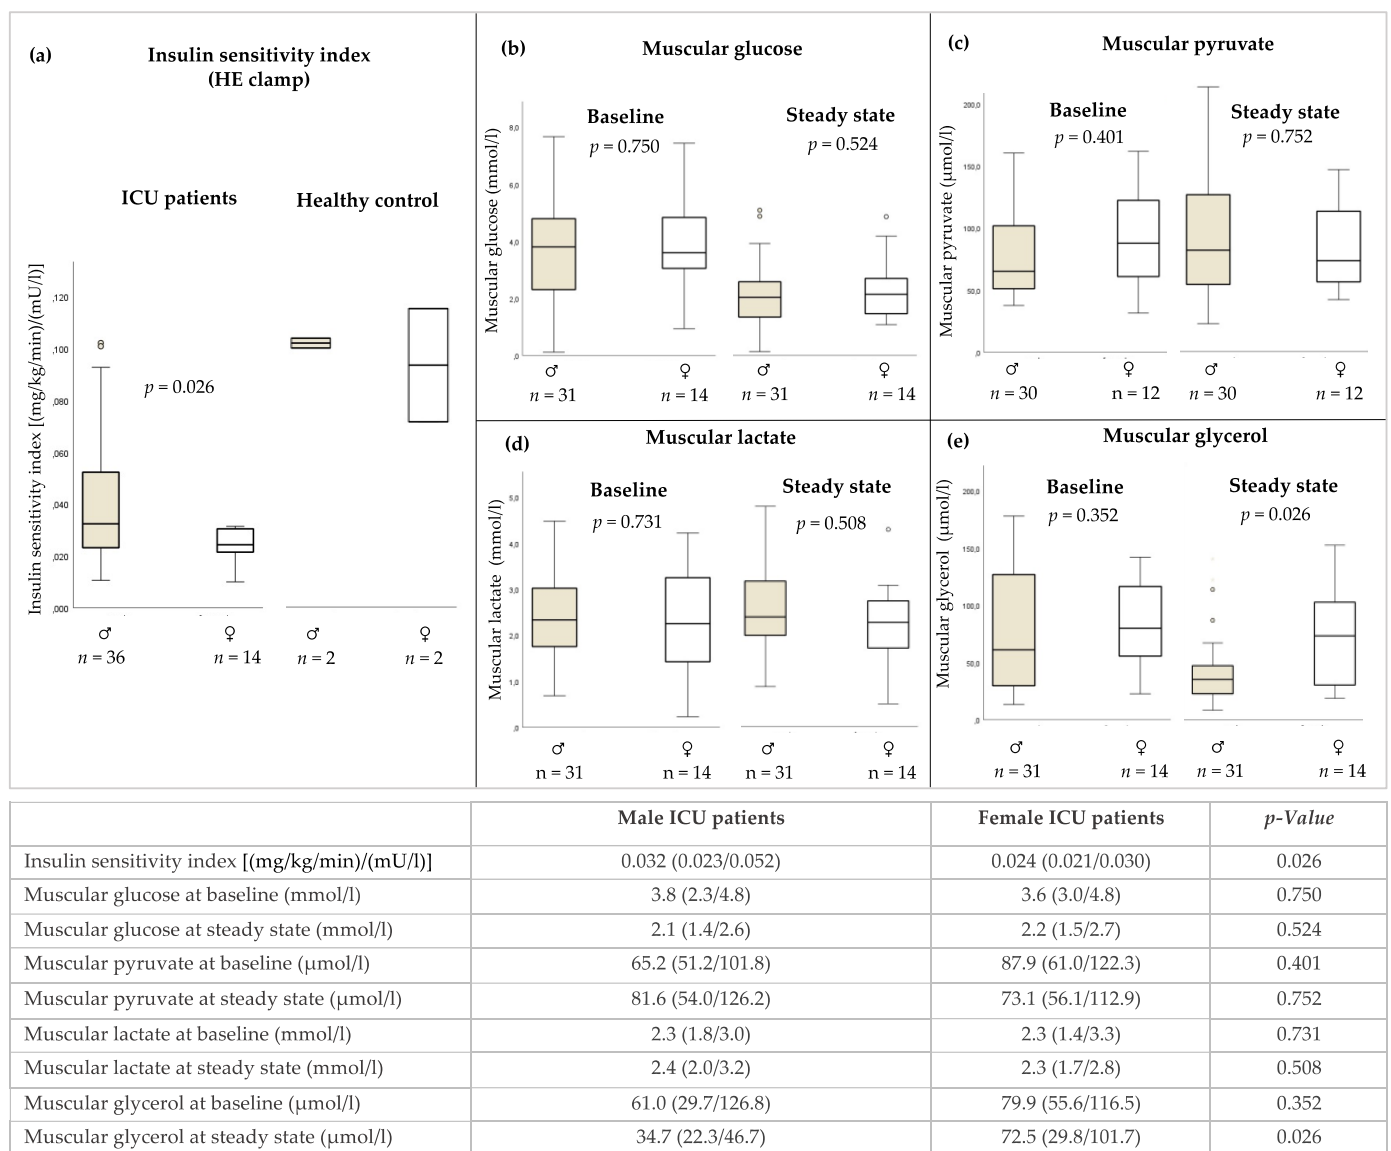 (a)
Insulin sensitivity index
(HE clamp)
ICU patients
Healthy control
Insulin sensitivity index [(mg/kg/min)/(mU/l)]
,120
,100
,080
,060
,040
,020
,000
p = 0.026
♂
♀
♂
♀
n = 36
n = 14
n = 2
n = 2
(b)
Muscular glucose
Baseline
Steady state
p = 0.750
p = 0.524
Muscular glucose (mmol/l)
8,0
6,0
4,0
2,0
,0
♂
♀
♂
♀
n = 31
n = 14
n = 31
n = 14
(c)
Muscular pyruvate
Baseline
Steady state
p = 0.401
p = 0.752
Muscular pyruvate (µmol/l)
200,0
150,0
100,0
50,0
,0
♂
♀
♂
♀
n = 30
n = 12
n = 30
n = 12
(d)
Muscular lactate
Baseline
Steady state
p = 0.731
p = 0.508
Muscular lactate (mmol/l)
5,0
4,0
3,0
2,0
1,0
,0
♂
♀
♂
♀
n = 31
n = 14
n = 31
n = 14
(e)
Muscular glycerol
Baseline
Steady state
p = 0.352
p = 0.026
Muscular glycerol (µmol/l)
200,0
150,0
100,0
50,0
,0
♂
♀
♂
♀
n = 31
n = 14
n = 31
n = 14
Male ICU patients Female ICU patients p-Value
Insulin sensitivity index [(mg/kg/min)/(mU/l)] 0.032 (0.023/0.052) 0.024 (0.021/0.030) 0.026
Muscular glucose at baseline (mmol/l) 3.8 (2.3/4.8) 3.6 (3.0/4.8) 0.750
Muscular glucose at steady state (mmol/l) 2.1 (1.4/2.6) 2.2 (1.5/2.7) 0.524
Muscular pyruvate at baseline (µmol/l) 65.2 (51.2/101.8) 87.9 (61.0/122.3) 0.401
Muscular pyruvate at steady state (µmol/l) 81.6 (54.0/126.2) 73.1 (56.1/112.9) 0.752
Muscular lactate at baseline (mmol/l) 2.3 (1.8/3.0) 2.3 (1.4/3.3) 0.731
Muscular lactate at steady state (mmol/l) 2.4 (2.0/3.2) 2.3 (1.7/2.8) 0.508
Muscular glycerol at baseline (µmol/l) 61.0 (29.7/126.8) 79.9 (55.6/116.5) 0.352
Muscular glycerol at steady state (µmol/l) 34.7 (22.3/46.7) 72.5 (29.8/101.7) 0.026